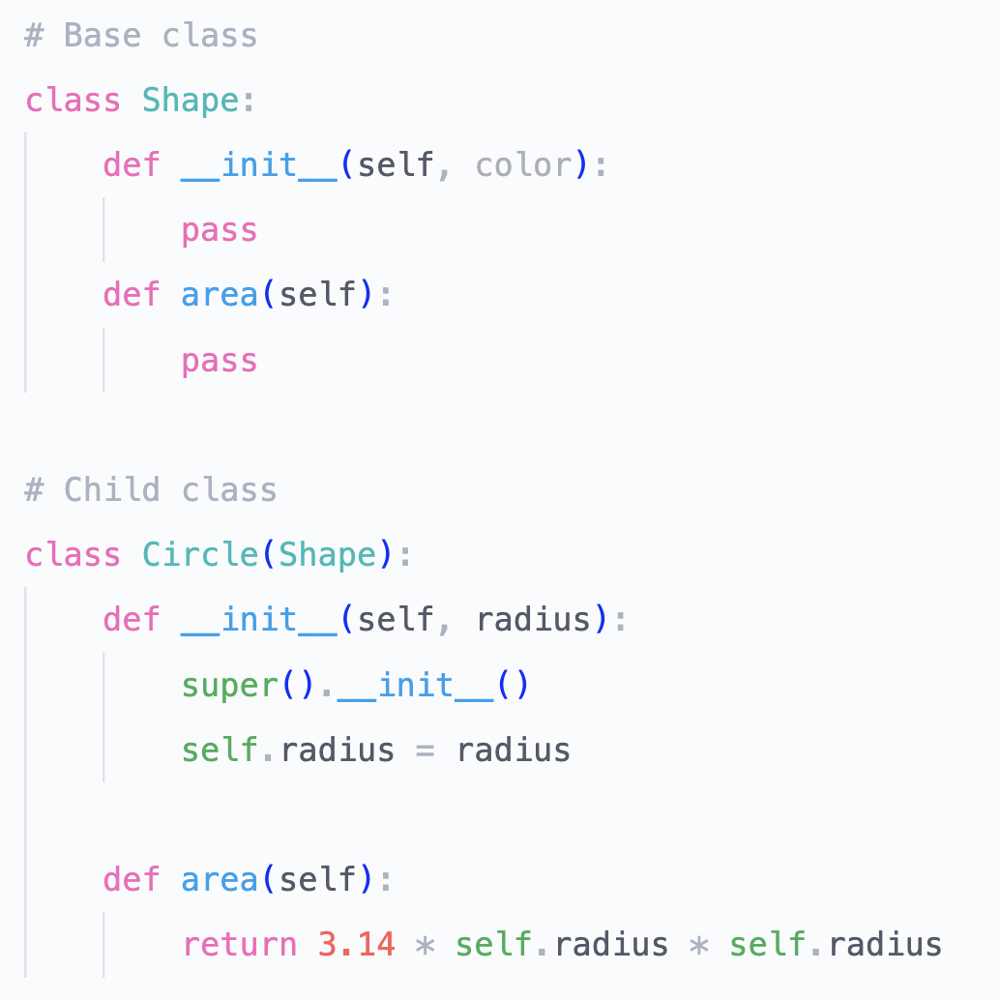 # Base class
class Shape:
    def __init__(self, color):
        pass
    def area(self):
        pass

# Child class
class Circle(Shape):
    def __init__(self, radius):
        super().__init__()
        self.radius = radius

    def area(self):
        return 3.14 * self.radius * self.radius